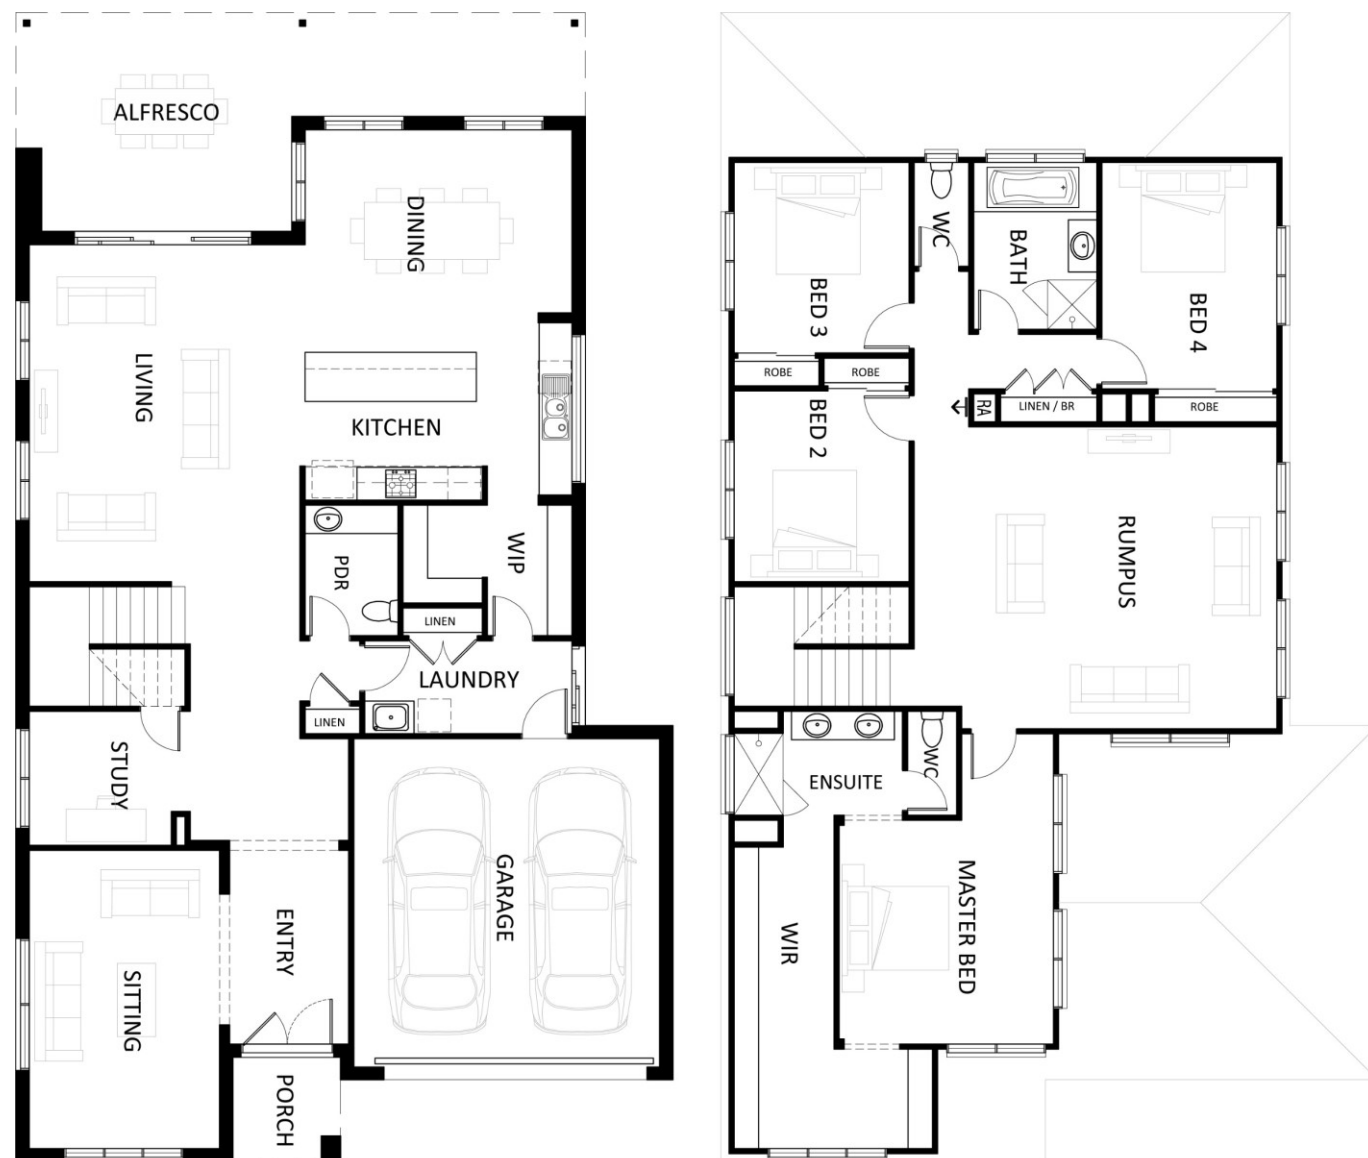 ALFRESCO
DINING
LIVING
KITCHEN
WIP
PDR
LINEN
LAUNDRY
LINEN
STUDY
GARAGE
ENTRY
SITTING
PORCH
WC
BATH
BED 3
BED 4
ROBE
ROBE
RA
LINEN / BR
ROBE
BED 2
RUMPUS
ENSUITE
WC
WIR
MASTER BED